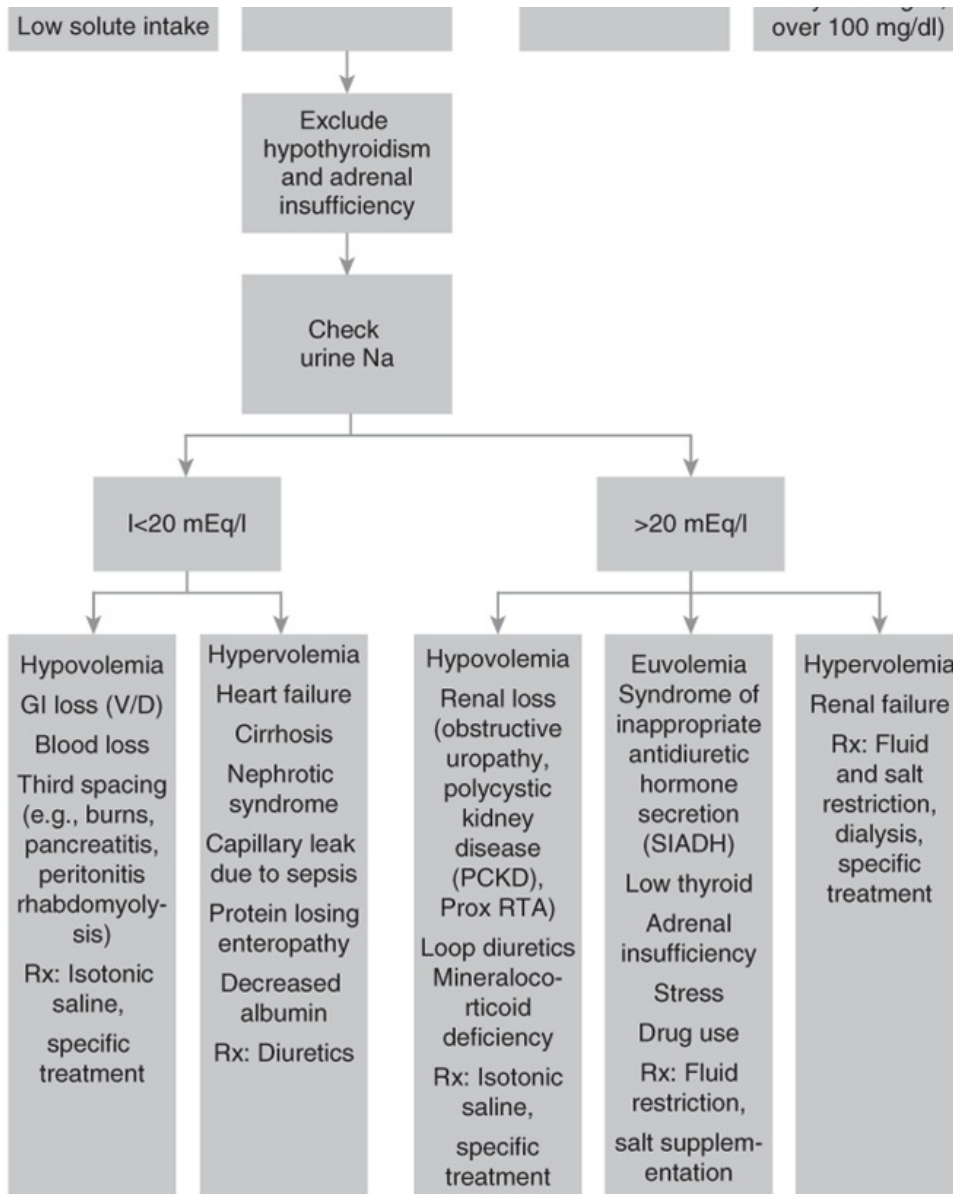 Low solute intake
over 100 mg/dl)
Exclude
hypothyroidism
and adrenal
insufficiency
Check
urine Na
I<20 mEq/l
>20 mEq/l
Hypovolemia
GI loss (V/D)
Blood loss
Third spacing
(e.g., burns,
pancreatitis,
peritonitis
rhabdomyoly-
sis)
Rx: Isotonic
saline,
specific
treatment
Hypervolemia
Heart failure
Cirrhosis
Nephrotic
syndrome
Capillary leak
due to sepsis
Protein losing
enteropathy
Decreased
albumin
Rx: Diuretics
Hypovolemia
Renal loss
(obstructive
uropathy,
polycystic
kidney
disease
(PCKD),
Prox RTA)
Loop diuretics
Mineraloco-
rticoid
deficiency
Rx: Isotonic
saline,
specific
treatment
Euvolemia
Syndrome of
inappropriate
antidiuretic
hormone
secretion
(SIADH)
Low thyroid
Adrenal
insufficiency
Stress
Drug use
Rx: Fluid
restriction,
salt supplem-
entation
Hypervolemia
Renal failure
Rx: Fluid
and salt
restriction,
dialysis,
specific
treatment